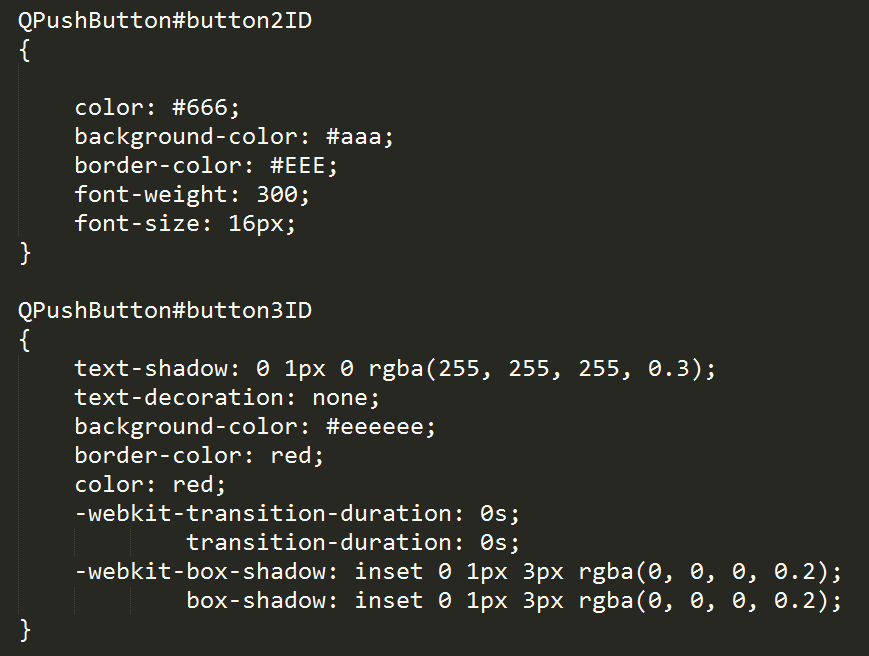 QPushButton#button2ID
{
color: #666;
background-color: #aaa;
border-color: #EEE;
font-weight: 300;
font-size: 16px;
}
QPushButton#button3ID
{
text-shadow: 0 1px 0 rgba(255, 255, 255, 0.3);
text-decoration: none;
background-color: #eeeeee;
border-color: red;
color: red;
-webkit-transition-duration: 0s;
transition-duration: 0s;
-webkit-box-shadow: inset 0 1px 3px rgba(0, 0, 0, 0.2);
box-shadow: inset 0 1px 3px rgba(0, 0, 0, 0.2);
}